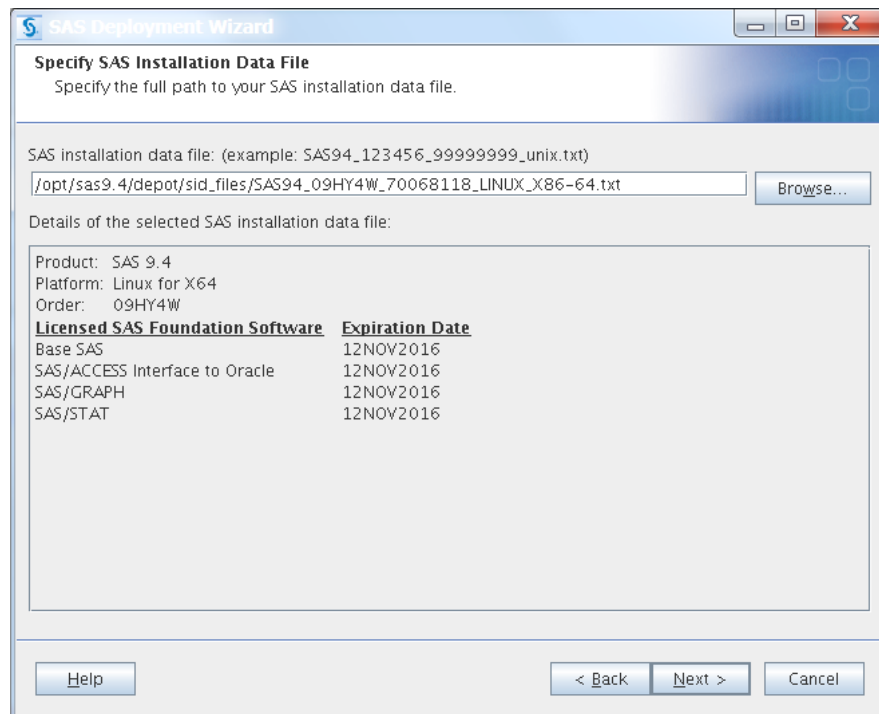 SAS Deployment Wizard
Specify SAS Installation Data File
Specify the full path to your SAS installation data file.
SAS installation data file: (example: SAS94_123456_99999999_unix.txt)
/opt/sas9.4/depot/sid_files/SAS94_09HY4W_70068118_LINUX_X86-64.txt Browse...
Details of the selected SAS installation data file:
Product: SAS 9.4
Platform: Linux for X64
Order: 09HY4W
Licensed SAS Foundation Software Expiration Date
Base SAS 12NOV2016
SAS/ACCESS Interface to Oracle 12NOV2016
SAS/GRAPH 12NOV2016
SAS/STAT 12NOV2016
Help < Back Next > Cancel